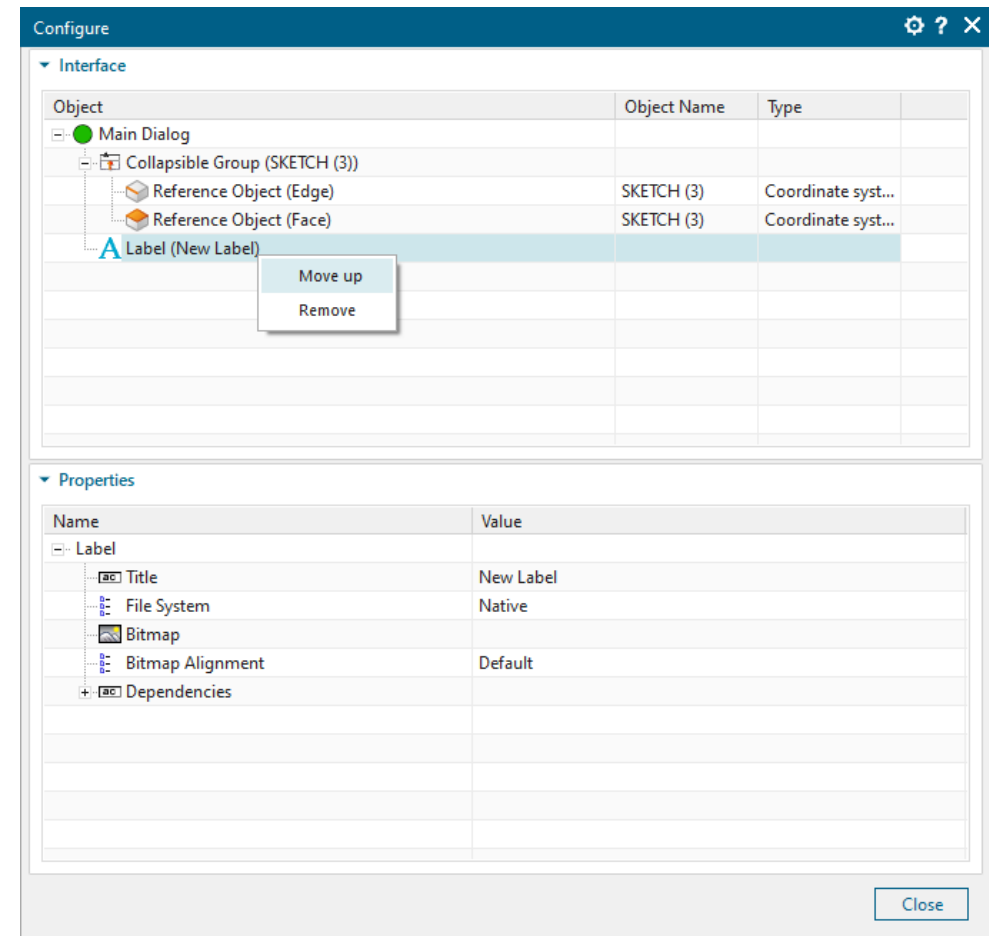 Configure ?
Interface
Object Object Name Type
Main Dialog
Collapsible Group (SKETCH (3))
Reference Object (Edge) SKETCH (3) Coordinate syst...
Reference Object (Face) SKETCH (3) Coordinate syst...
A Label (New Label)
Move up
Remove
Properties
Name Value
Label
ac Title New Label
File System Native
Bitmap
Bitmap Alignment Default
ac Dependencies
Close